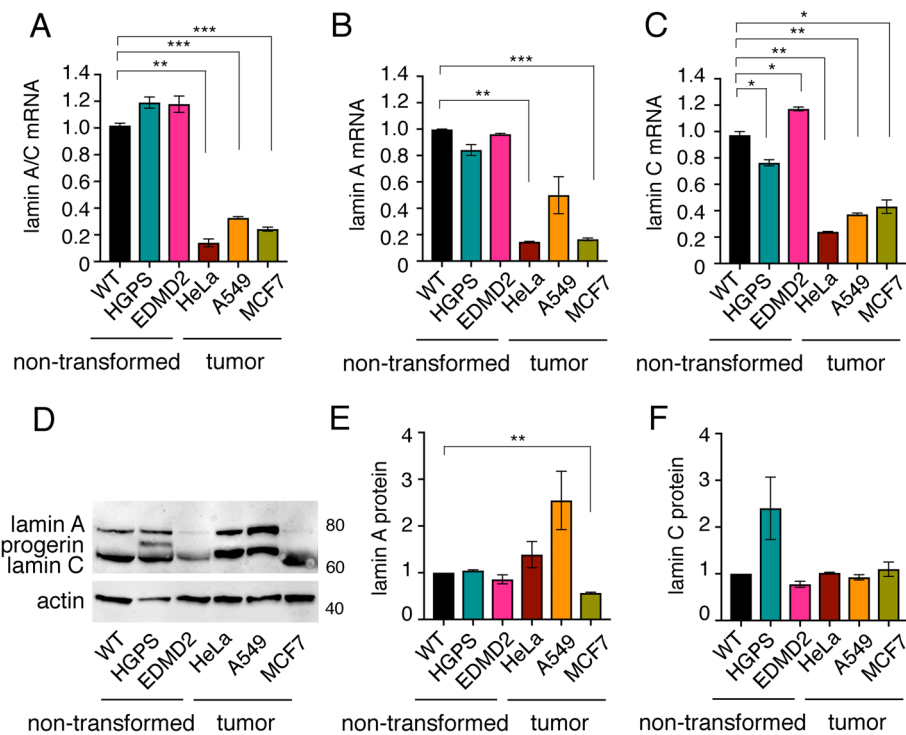 A
***
***
**
lamin A/C mRNA
1.4
1.2
1.0
0.8
0.6
0.4
0.2
0
WT
HGPS
EDMD2
HeLa
A549
MCF7
non-transformed
tumor
B
***
**
lamin A mRNA
1.4
1.2
1.0
0.8
0.6
0.4
0.2
0
WT
HGPS
EDMD2
HeLa
A549
MCF7
non-transformed
tumor
C
*
**
**
*
*
lamin C mRNA
1.4
1.2
1.0
0.8
0.6
0.4
0.2
0
WT
HGPS
EDMD2
HeLa
A549
MCF7
non-transformed
tumor
D
lamin A
progerin
lamin C
actin
80
60
40
WT
HGPS
EDMD2
HeLa
A549
MCF7
non-transformed
tumor
E
**
lamin A protein
4
3
2
1
0
WT
HGPS
EDMD2
HeLa
A549
MCF7
non-transformed
tumor
F
lamin C protein
4
3
2
1
0
WT
HGPS
EDMD2
HeLa
A549
MCF7
non-transformed
tumor